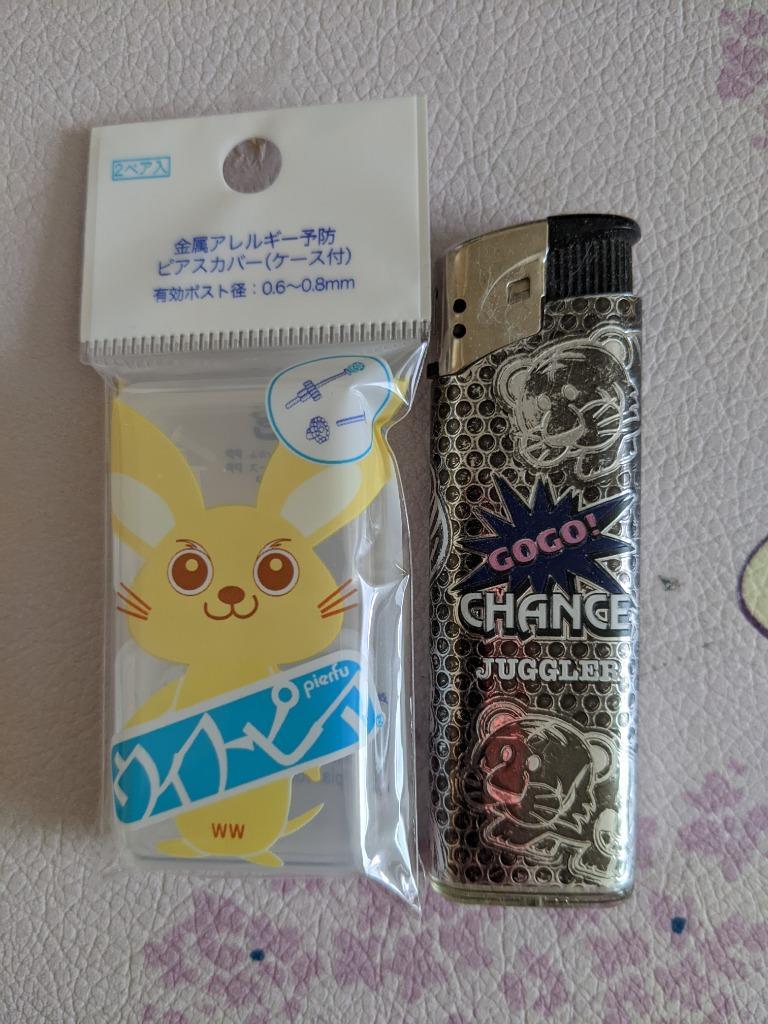 2ペア入
金属アレルギー予防
ピアスカバー(ケース付)
有効ポスト径:0.6〜0.8mm
pierfu
WW
GOGO!
CHANCE
JUGGLER